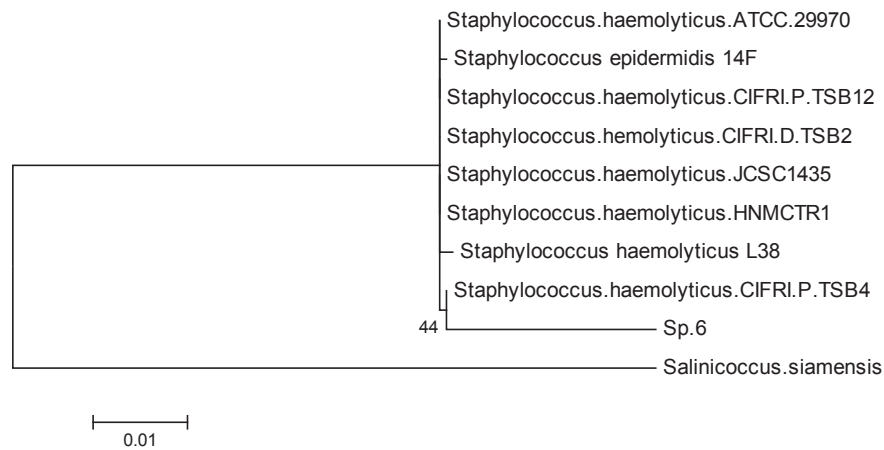 Staphylococcus.haemolyticus.ATCC.29970
Staphylococcus epidermidis 14F
Staphylococcus.haemolyticus.CIFRI.P.TSB12
Staphylococcus.hemolyticus.CIFRI.D.TSB2
Staphylococcus.haemolyticus.JCSC1435
Staphylococcus.haemolyticus.HNMCTR1
Staphylococcus haemolyticus L38
Staphylococcus.haemolyticus.CIFRI.P.TSB4
44
Sp.6
Salinicoccus.siamensis
0.01